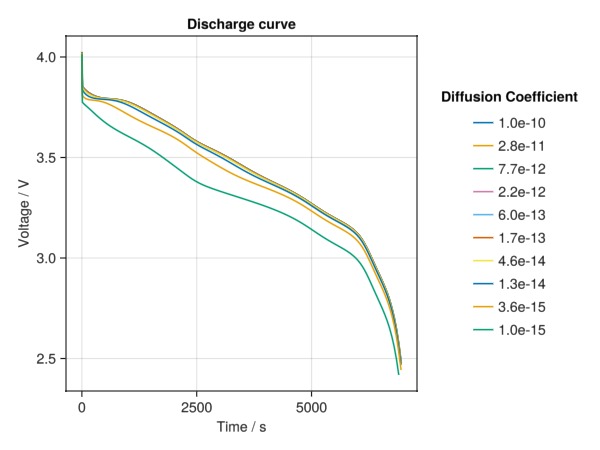 Discharge curve
4.0
3.5
3.0
2.5
Voltage / V
0
2500
5000
Time / s
Diffusion Coefficient
1.0e-10
2.8e-11
7.7e-12
2.2e-12
6.0e-13
1.7e-13
4.6e-14
1.3e-14
3.6e-15
1.0e-15